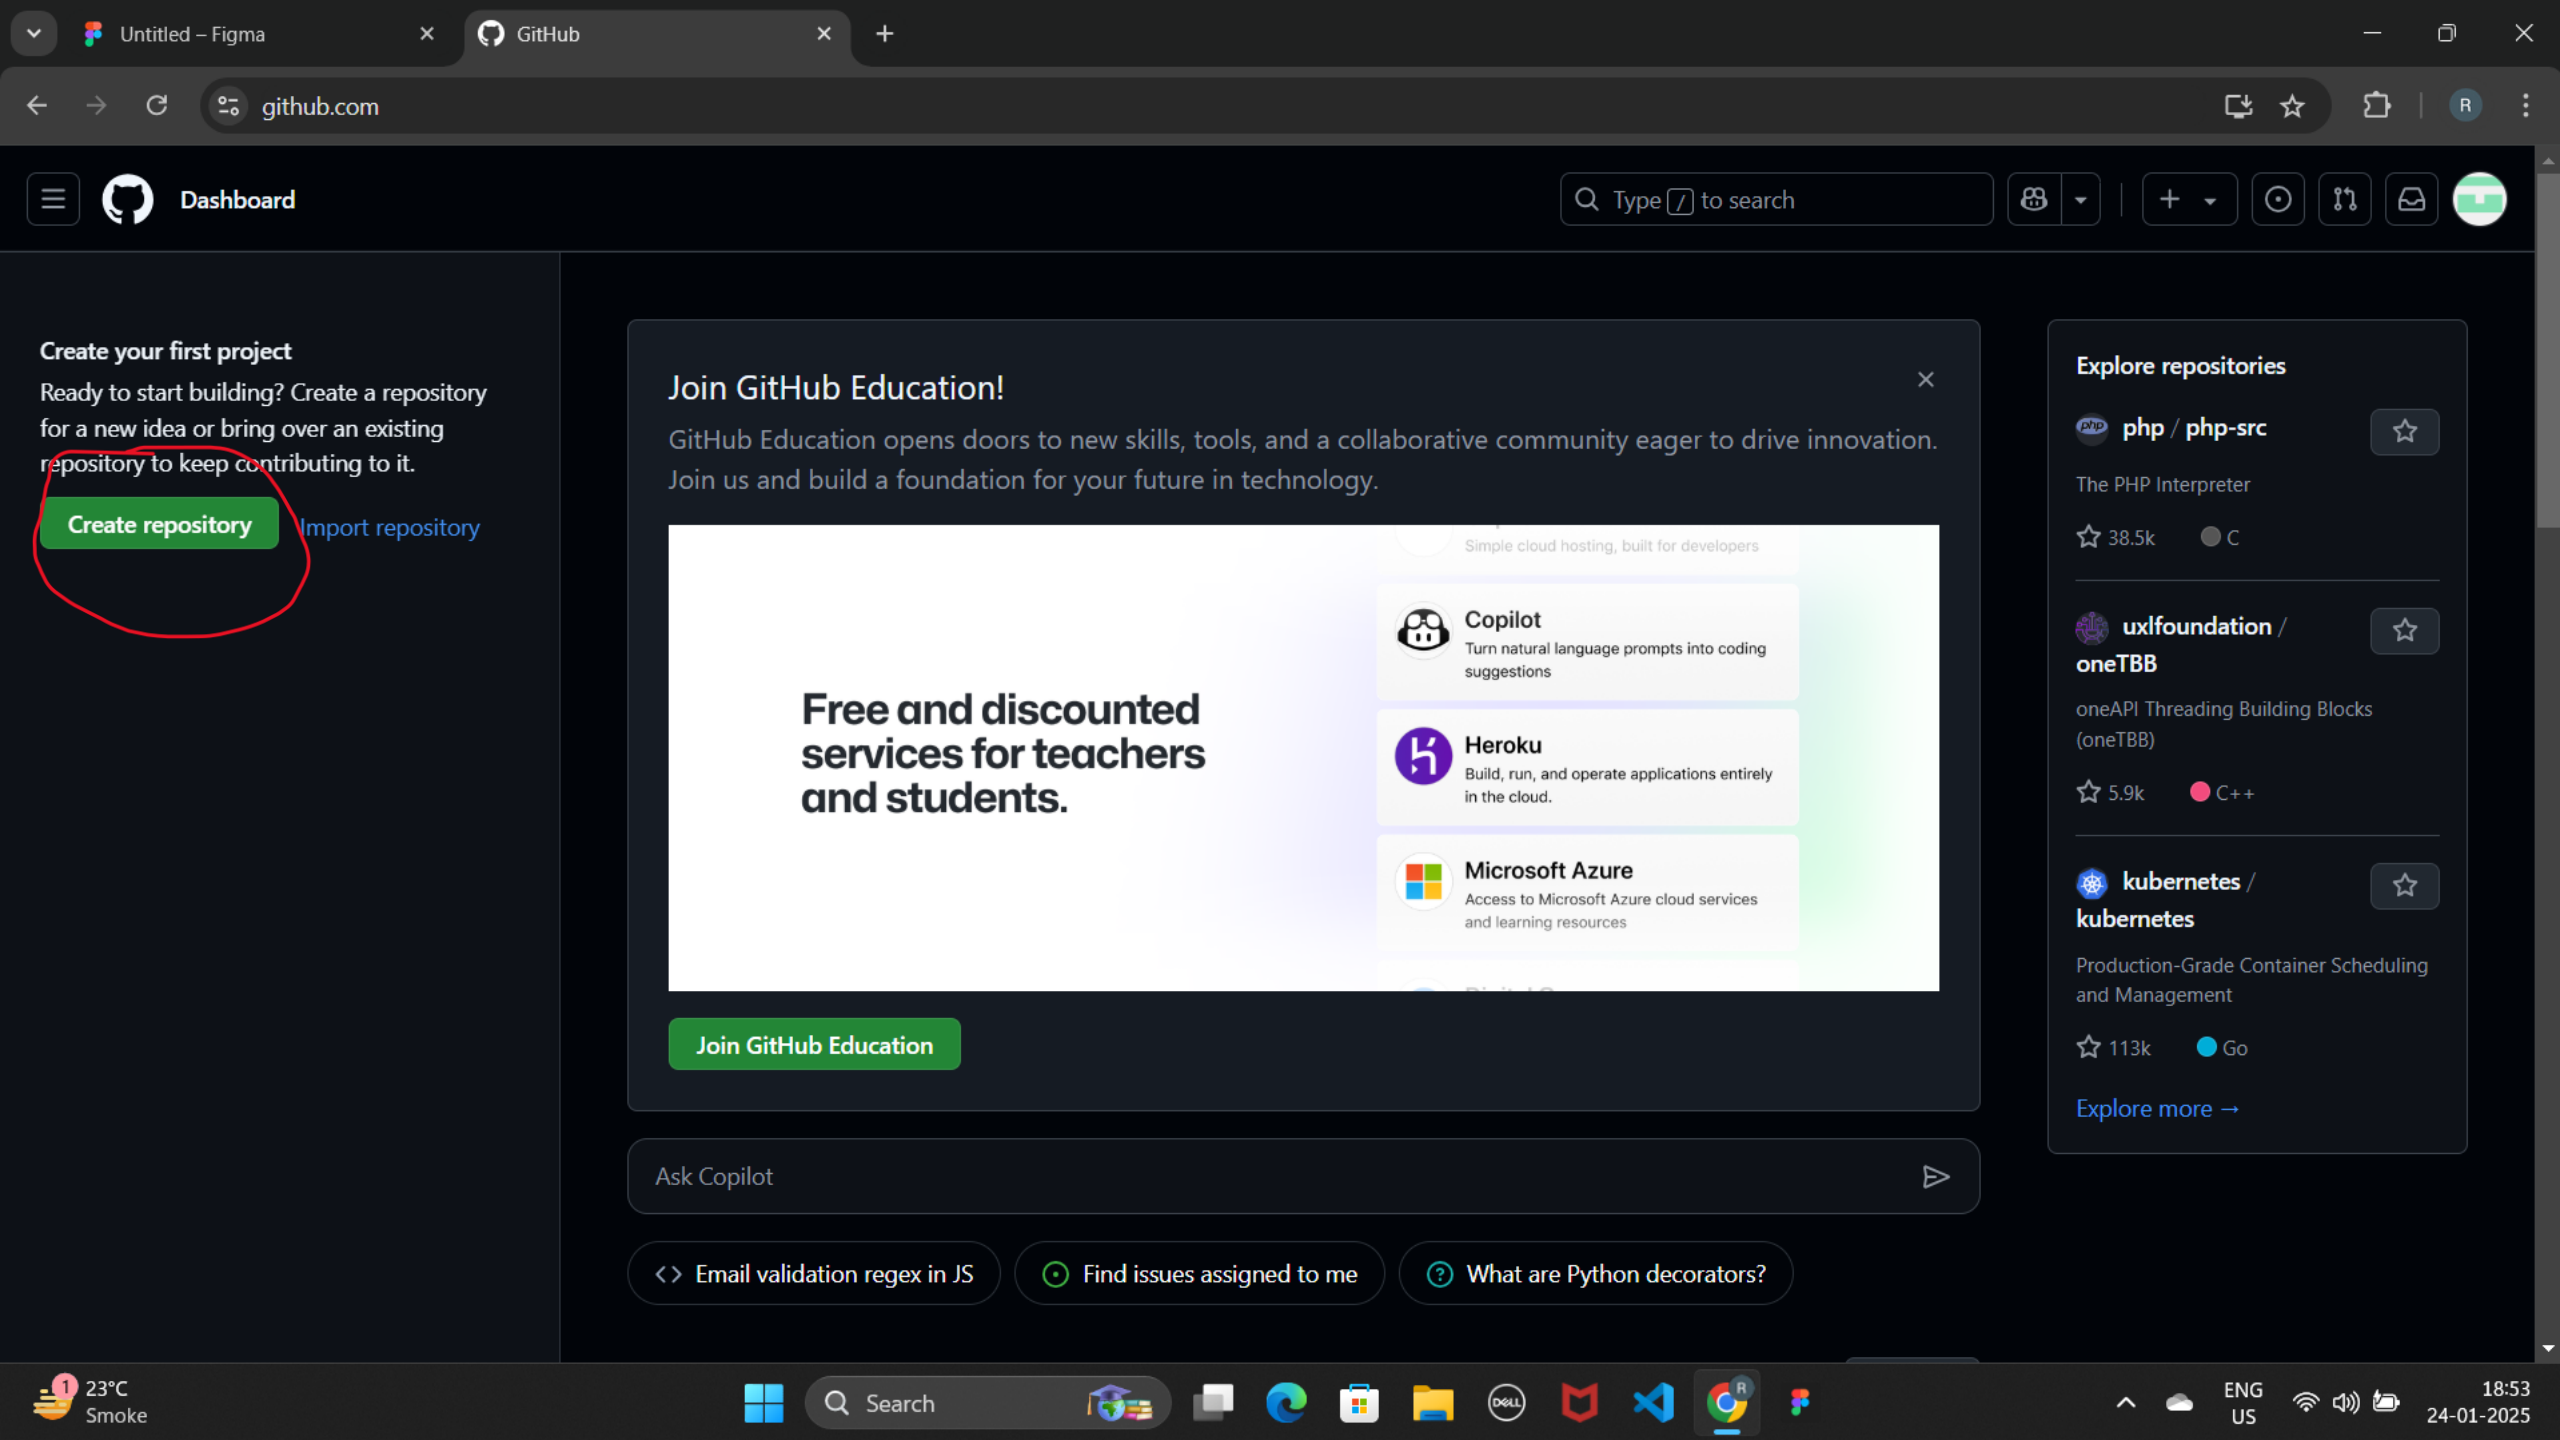 Untitled – Figma
GitHub
github.com
R
Dashboard
Type / to search
Create your first project
Ready to start building? Create a repository
for a new idea or bring over an existing
repository to keep contributing to it.
Create repository
Import repository
Join GitHub Education!
GitHub Education opens doors to new skills, tools, and a collaborative community eager to drive innovation.
Join us and build a foundation for your future in technology.
Free and discounted
services for teachers
and students.
Simple cloud hosting, built for developers
Copilot
Turn natural language prompts into coding
suggestions
Heroku
Build, run, and operate applications entirely
in the cloud.
Microsoft Azure
Access to Microsoft Azure cloud services
and learning resources
Join GitHub Education
Ask Copilot
Email validation regex in JS
Find issues assigned to me
What are Python decorators?
Explore repositories
php
php / php-src
The PHP Interpreter
38.5k C
uxlfoundation /
oneTBB
oneAPI Threading Building Blocks
(oneTBB)
5.9k C++
kubernetes /
kubernetes
Production-Grade Container Scheduling
and Management
113k Go
Explore more →
1
23°C
Smoke
Search
DELL
R
ENG
US
18:53
24-01-2025